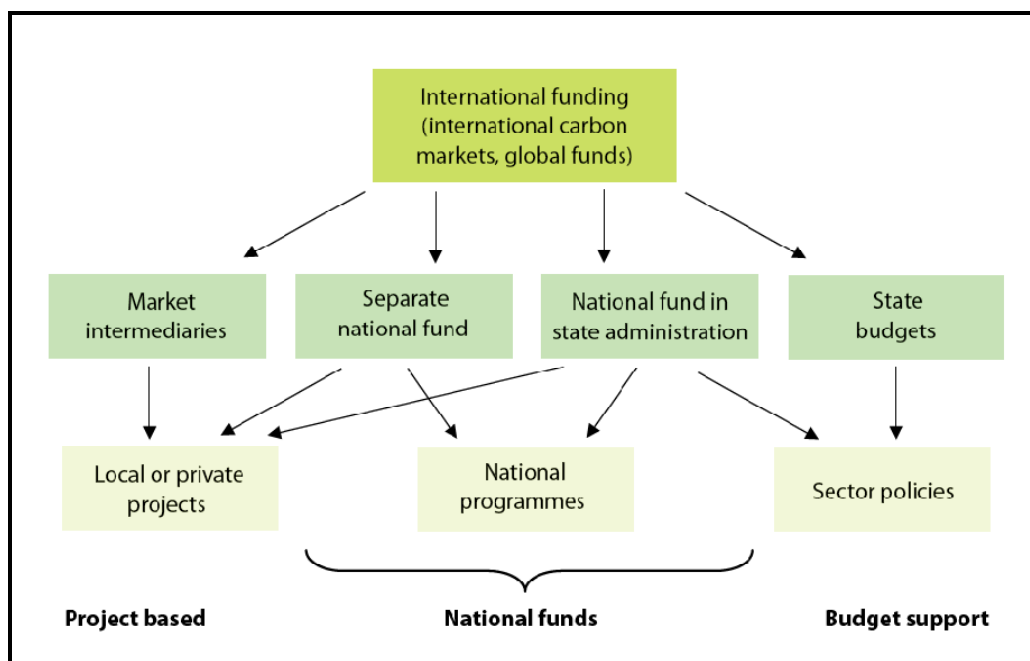 International funding
(international carbon
markets, global funds)
Market
intermediaries
Separate
national fund
National fund in
state administration
State
budgets
Local or private
projects
National
programmes
Sector policies
Project based
National funds
Budget support